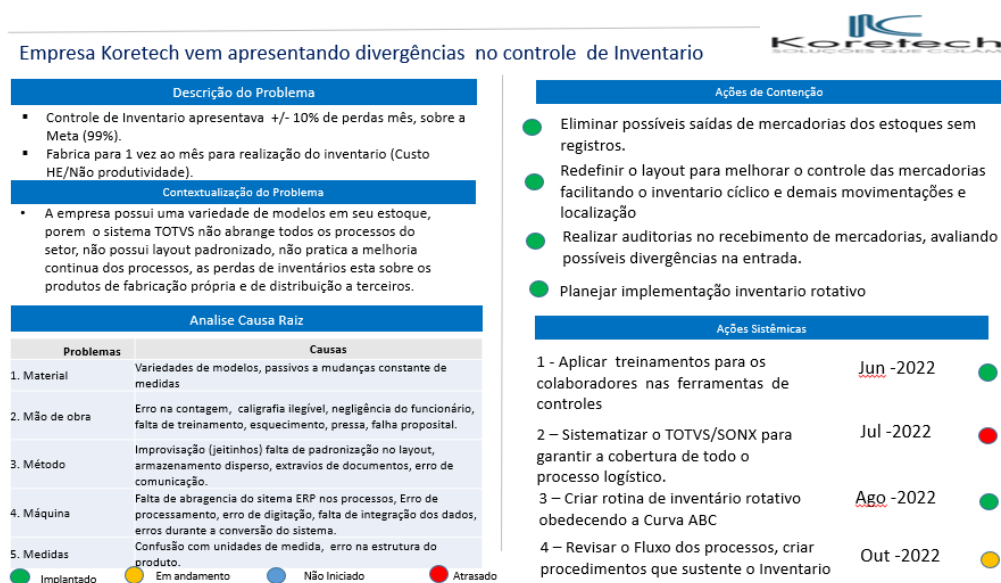 Koretech
SOLUÇÕES QUE COLAM
Empresa Koretech vem apresentando divergências no controle de Inventario
Descrição do Problema
▪ Controle de Inventario apresentava +/- 10% de perdas mês, sobre a
Meta (99%).
▪ Fabrica para 1 vez ao mês para realização do inventario (Custo
HE/Não produtividade).
Contextualização do Problema
• A empresa possui uma variedade de modelos em seu estoque,
porem o sistema TOTVS não abrange todos os processos do
setor, não possui layout padronizado, não pratica a melhoria
continua dos processos, as perdas de inventários esta sobre os
produtos de fabricação própria e de distribuição a terceiros.
Analise Causa Raiz
Problemas Causas
1. Material Variedades de modelos, passivos a mudanças constante de
medidas
2. Mão de obra Erro na contagem, caligrafia ilegível, negligência do funcionário,
falta de treinamento, esquecimento, pressa, falha proposital.
3. Método Improvisação (jeitinhos) falta de padronização no layout,
armazenamento disperso, extravios de documentos, erro de
comunicação.
4. Máquina Falta de abragencia do sitema ERP nos processos, Erro de
processamento, erro de digitação, falta de integração dos dados,
erros durante a conversão do sistema.
5. Medidas Confusão com unidades de medida, erro na estrutura do
produto.
Implantado Em andamento Não Iniciado Atrasado
Ações de Contenção
Eliminar possíveis saídas de mercadorias dos estoques sem
registros.
Redefinir o layout para melhorar o controle das mercadorias
facilitando o inventario cíclico e demais movimentações e
localização
Realizar auditorias no recebimento de mercadorias, avaliando
possíveis divergências na entrada.
Planejar implementação inventario rotativo
Ações Sistêmicas
1 - Aplicar treinamentos para os Jun -2022
colaboradores nas ferramentas de
controles
2 – Sistematizar o TOTVS/SONX para Jul -2022
garantir a cobertura de todo o
processo logístico.
3 – Criar rotina de inventário rotativo Ago -2022
obedecendo a Curva ABC
4 – Revisar o Fluxo dos processos, criar Out -2022
procedimentos que sustente o Inventario